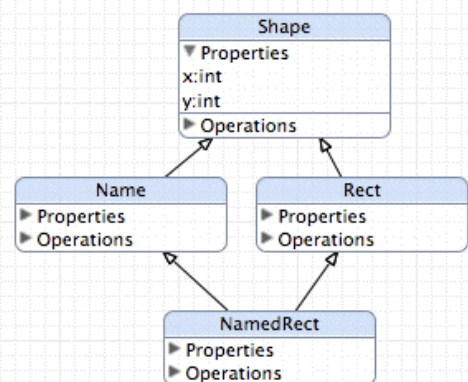 Shape
Properties
x:int
y:int
Operations
Name
Properties
Operations
Rect
Properties
Operations
NamedRect
Properties
Operations